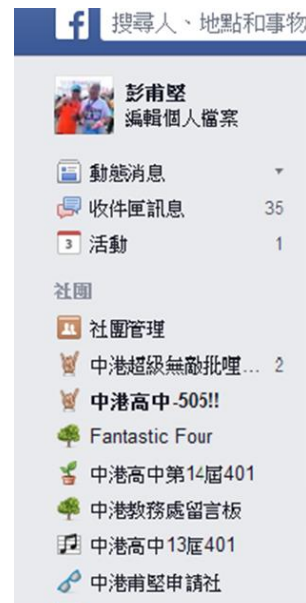 f 搜尋人、地點和事物
彭甫堅
編輯個人檔案
動態消息
收件匣訊息 35
3 活動 1
社團
社團管理
中港超級無敵批哩... 2
中港高中-505!!
Fantastic Four
中港高中第14屆401
中港教務處留言板
中港高中13屆401
中港甫堅申請社